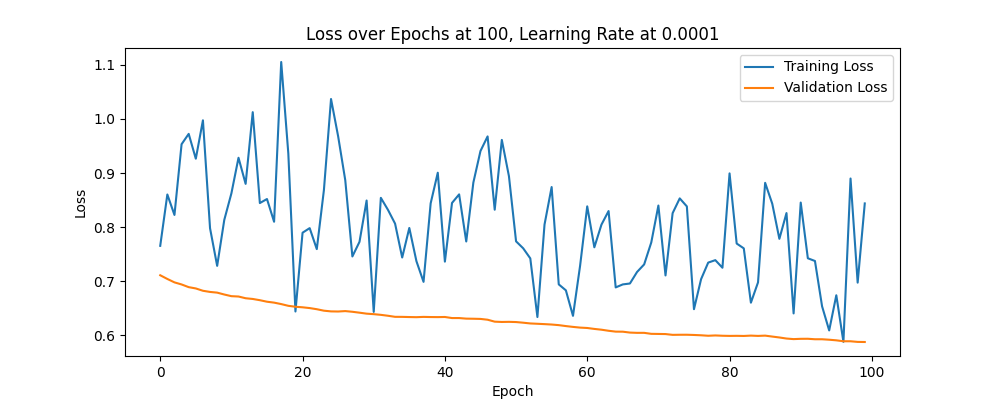 Loss over Epochs at 100, Learning Rate at 0.0001
Training Loss
Validation Loss
1.1
1.0
0.9
0.8
0.7
0.6
Loss
0 20 40 60 80 100
Epoch